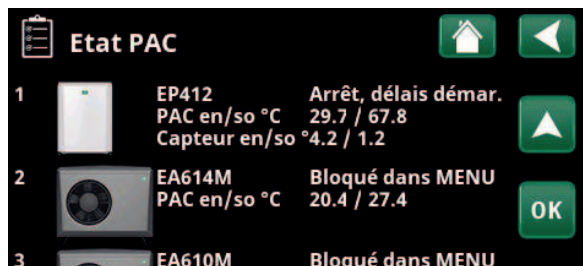 Etat PAC
1 EP412 Arrêt, délais démar.
PAC en/so °C 29.7 / 67.8
Capteur en/so °4.2 / 1.2
2 EA614M Bloqué dans MENU
PAC en/so °C 20.4 / 27.4
OK
3 EA610M Bloqué dans MENU